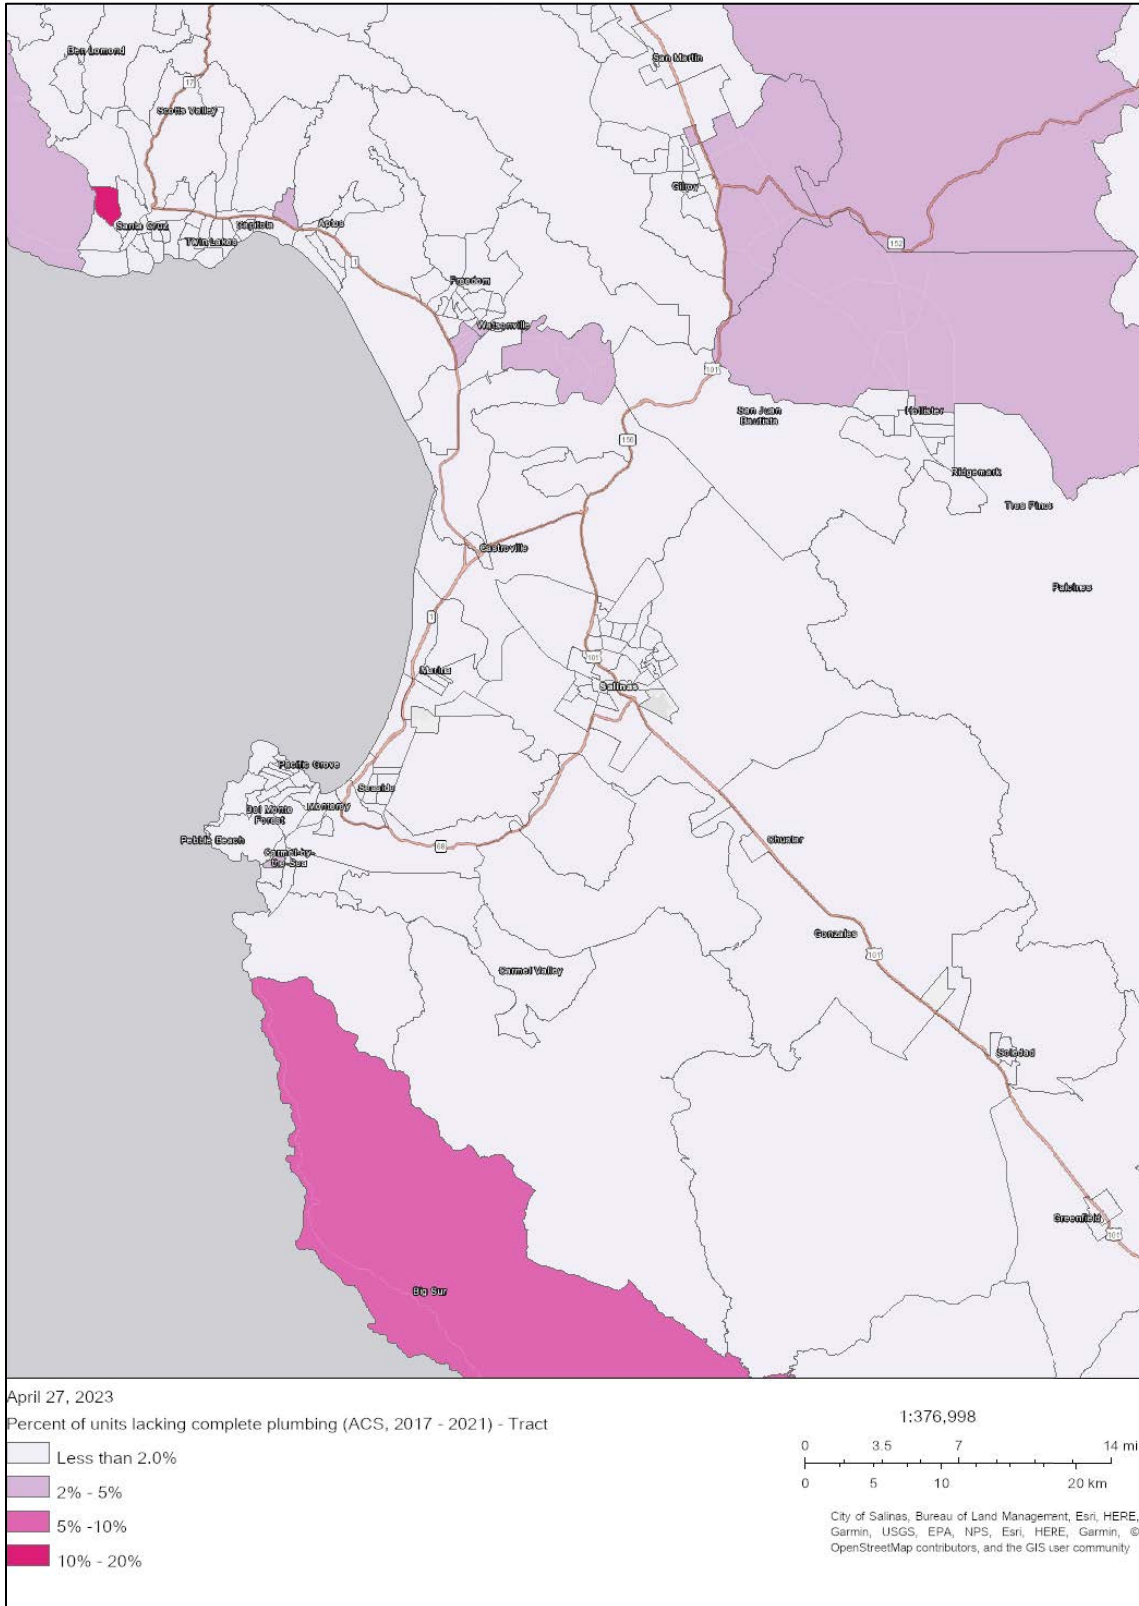 Ben Lomond
San Martin
17
Scotts Valley
Gilroy
Santa Cruz
Capitola
Aptos
Twin Lakes
152
1
Freedom
Watsonville
101
San Juan
Bautista
Hollister
156
Ridgemark
Tres Pinos
Castroville
Paicines
1
101
Marina
Salinas
Pacific Grove
Seaside
Del Monte
Forest
Monterey
Pebble Beach
68
Chualar
Carmel-by-
the-Sea
Gonzales
101
Carmel Valley
Soledad
Greenfield
101
Big Sur
April 27, 2023
Percent of units lacking complete plumbing (ACS, 2017 - 2021) - Tract
Less than 2.0%
2% - 5%
5% -10%
10% - 20%
1:376,998
0 3.5 7 14 mi
0 5 10 20 km
City of Salinas, Bureau of Land Management, Esri, HERE,
Garmin, USGS, EPA, NPS, Esri, HERE, Garmin, ©
OpenStreetMap contributors, and the GIS user community